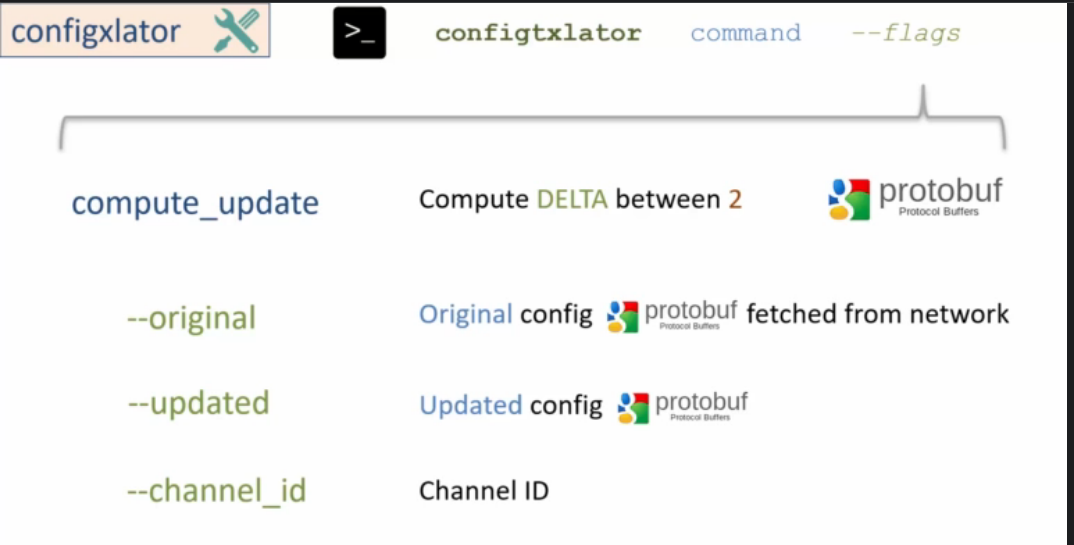 configxlator >_ configtxlator command --flags
compute_update Compute DELTA between 2 protobuf
Protocol Buffers
--original Original config protobuf fetched from network
Protocol Buffers
--updated Updated config protobuf
Protocol Buffers
--channel_id Channel ID